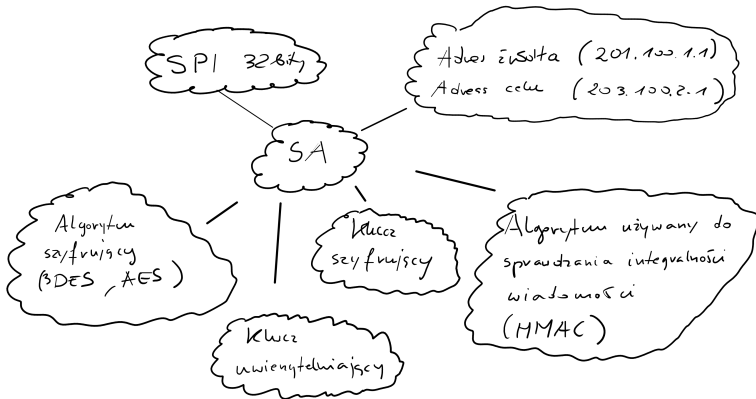 SPI 32bity
Adres źródła (201.100.1.1)
Adress celu (203.100.2.1)
SA
Algorytm
szyfrujący
(3DES, AES)
Klucz
szyfrujący
Algorytm używany do
sprawdzania integralności
wiadomości
(HMAC)
Klucz
uwierzytelniający